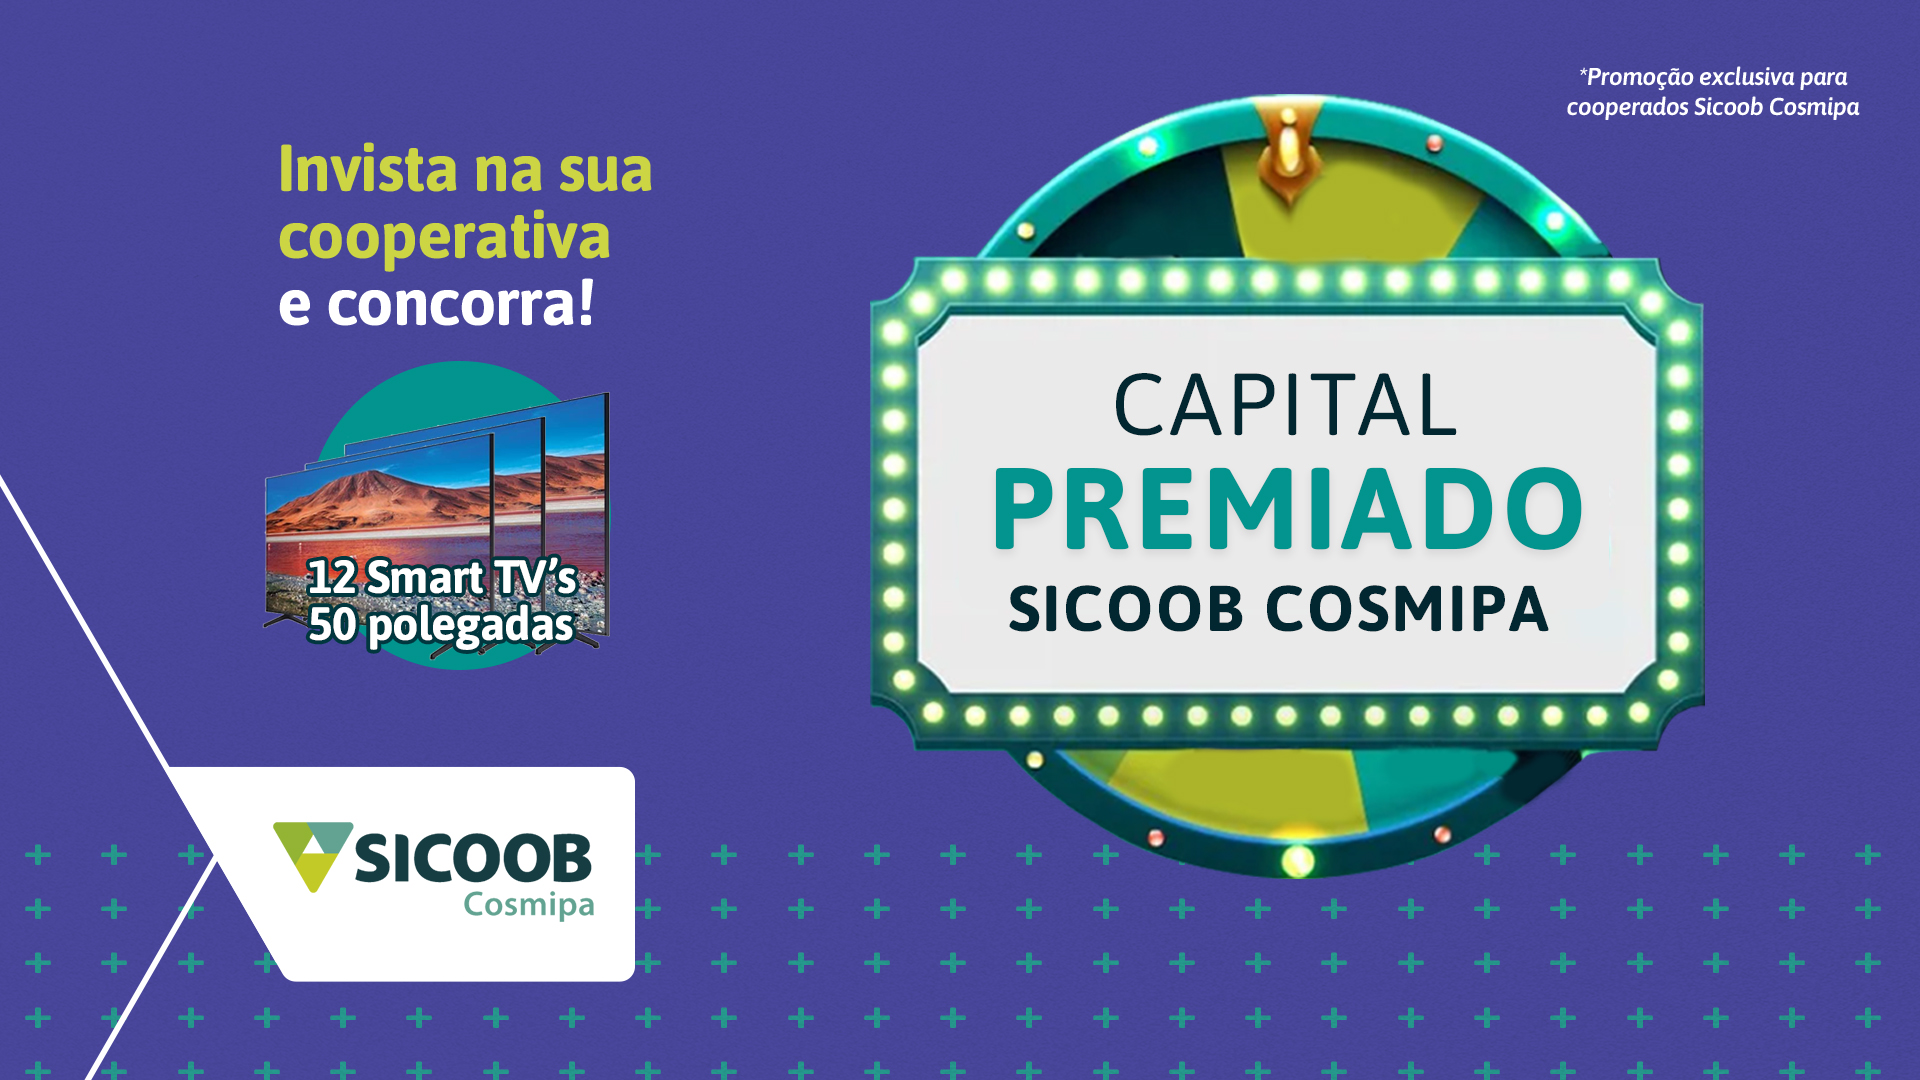 *Promoção exclusiva para
cooperados Sicoob Cosmipa
Invista na sua
cooperativa
e concorra!
12 Smart TV’s
50 polegadas
CAPITAL
PREMIADO
SICOOB COSMIPA
SICOOB
Cosmipa